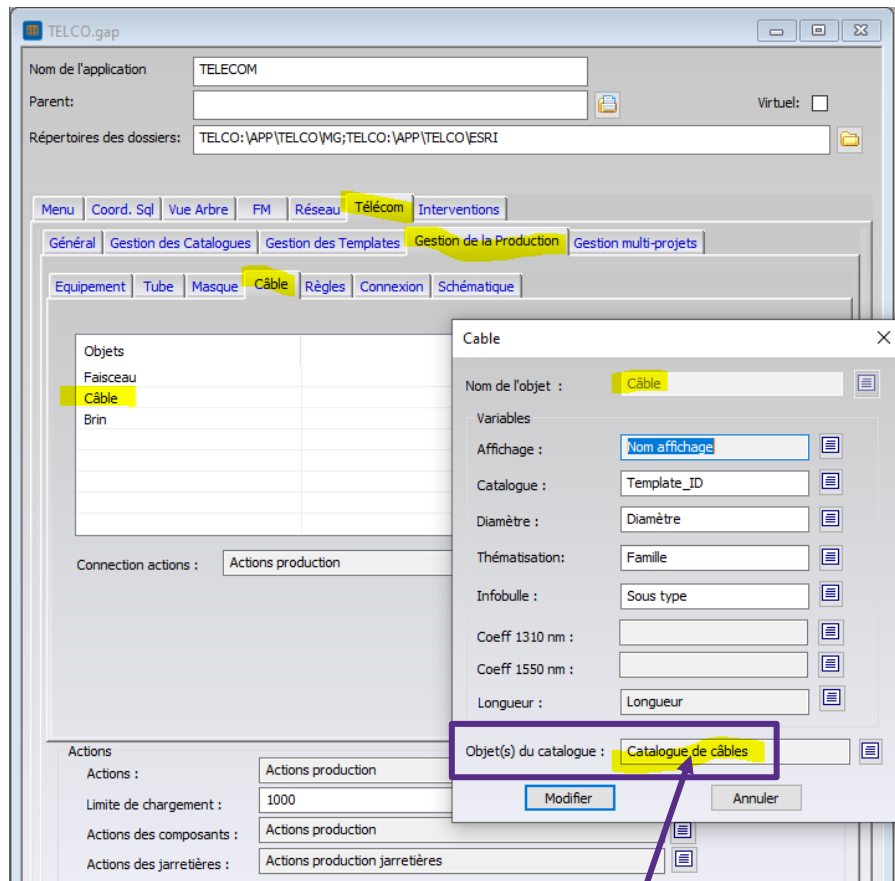 TELCO.gap
Nom de l'application TELECOM
Parent: Virtuel:
Répertoires des dossiers: TELCO:\APP\TELCO\MG;TELCO:\APP\TELCO\ESRI
Menu Coord. Sql Vue Arbre FM Réseau Télécom Interventions
Général Gestion des Catalogues Gestion des Templates Gestion de la Production Gestion multi-projets
Equipement Tube Masque Câble Règles Connexion Schématique
Objets
Faisceau
Câble
Brin
Connection actions : Actions production
Cable
Nom de l'objet : Câble
Variables
Affichage : Nom affichage
Catalogue : Template_ID
Diamètre : Diamètre
Thématisation: Famille
Infobulle : Sous type
Coeff 1310 nm :
Coeff 1550 nm :
Longueur : Longueur
Objet(s) du catalogue : Catalogue de câbles
Modifier Annuler
Actions
Actions : Actions production
Limite de chargement : 1000
Actions des composants : Actions production
Actions des jarretières : Actions production jarretières